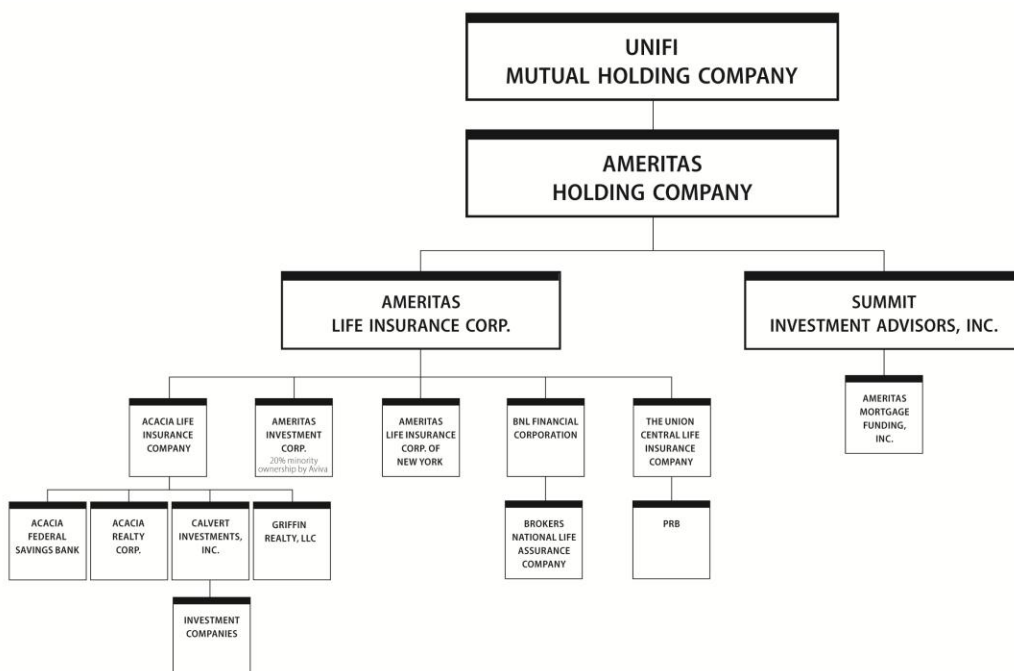 UNIFI
MUTUAL HOLDING COMPANY
AMERITAS
HOLDING COMPANY
AMERITAS
LIFE INSURANCE CORP.
SUMMIT
INVESTMENT ADVISORS, INC.
ACACIA LIFE
INSURANCE
COMPANY
AMERITAS
INVESTMENT
CORP.
20% minority
ownership by Aviva
AMERITAS
LIFE INSURANCE
CORP. OF
NEW YORK
BNL FINANCIAL
CORPORATION
THE UNION
CENTRAL LIFE
INSURANCE
COMPANY
AMERITAS
MORTGAGE
FUNDING,
INC.
ACACIA
FEDERAL
SAVINGS BANK
ACACIA
REALTY
CORP.
CALVERT
INVESTMENTS,
INC.
GRIFFIN
REALTY, LLC
BROKERS
NATIONAL LIFE
ASSURANCE
COMPANY
PRB
INVESTMENT
COMPANIES